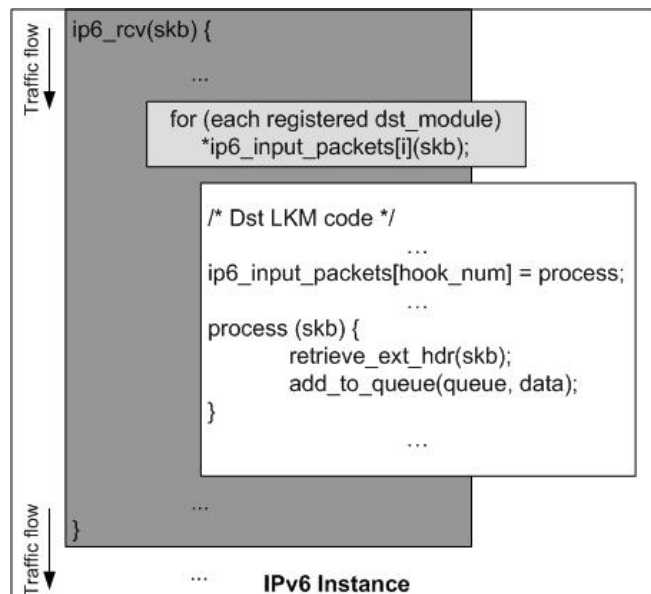 Traffic flow
ip6_rcv(skb) {
...
for (each registered dst_module)
*ip6_input_packets[i](skb);
/* Dst LKM code */
...
ip6_input_packets[hook_num] = process;
...
process (skb) {
retrieve_ext_hdr(skb);
add_to_queue(queue, data);
}
...
...
}
Traffic flow
...
IPv6 Instance